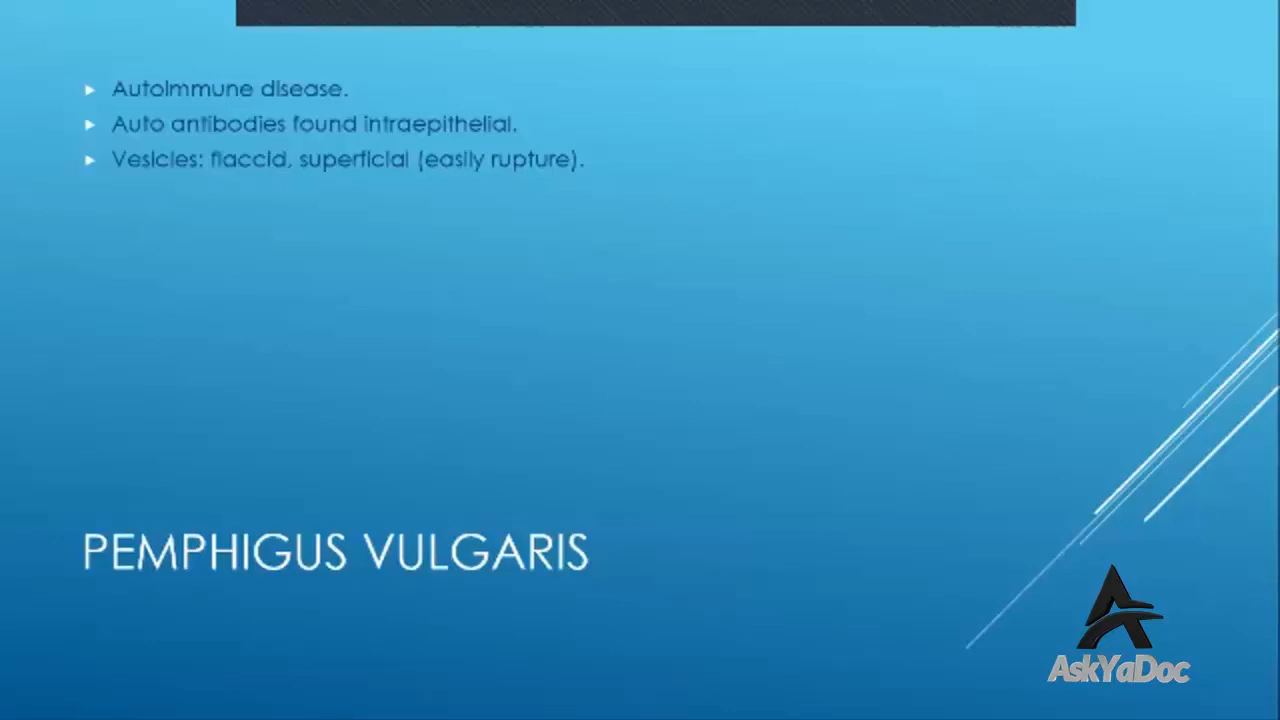 Autoimmune disease.
Auto antibodies found intraepithelial.
Vesicles: flaccid, superficial (easily rupture).
PEMPHIGUS VULGARIS
AskYaDoc